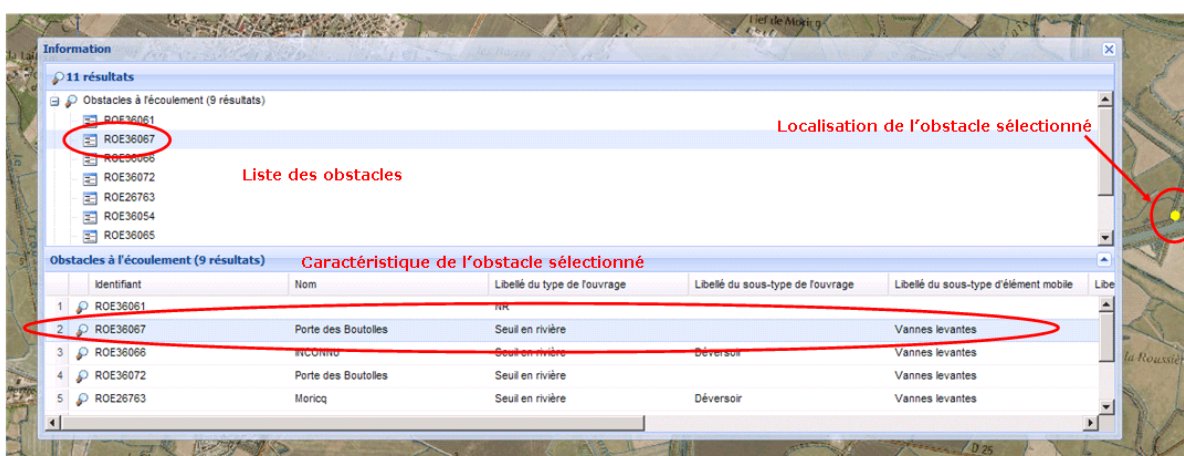 Fief de Moricq
Information
11 résultats
Obstacles à l'écoulement (9 résultats)
ROE36061
ROE36067
ROE36066
ROE36072
ROE26763
ROE36054
ROE36065
Localisation de l'obstacle sélectionné
Liste des obstacles
Obstacles à l'écoulement (9 résultats)
Caractéristique de l'obstacle sélectionné
Identifiant Nom Libellé du type de l'ouvrage Libellé du sous-type de l'ouvrage Libellé du sous-type d'élément mobile Libe
1 ROE36061 NR
2 ROE36067 Porte des Boutolles Seuil en rivière Vannes levantes
3 ROE36066 INCONNU Seuil en rivière Déversoir Vannes levantes
4 ROE36072 Porte des Boutolles Seuil en rivière Vannes levantes
5 ROE26763 Moricq Seuil en rivière Déversoir Vannes levantes
la Roussiè
D 25